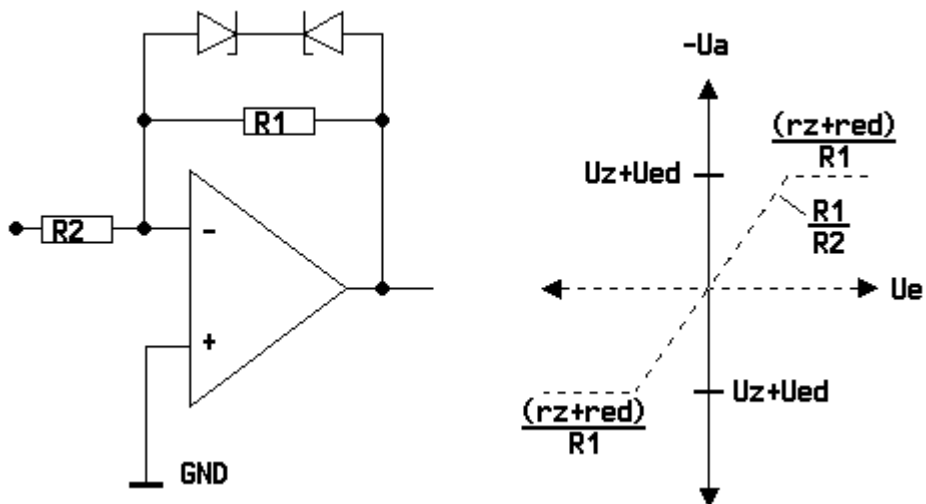 R1
R2
-
+
GND
-Ua
(rz+red)
R1
Uz+Ued
R1
R2
Ue
Uz+Ued
(rz+red)
R1